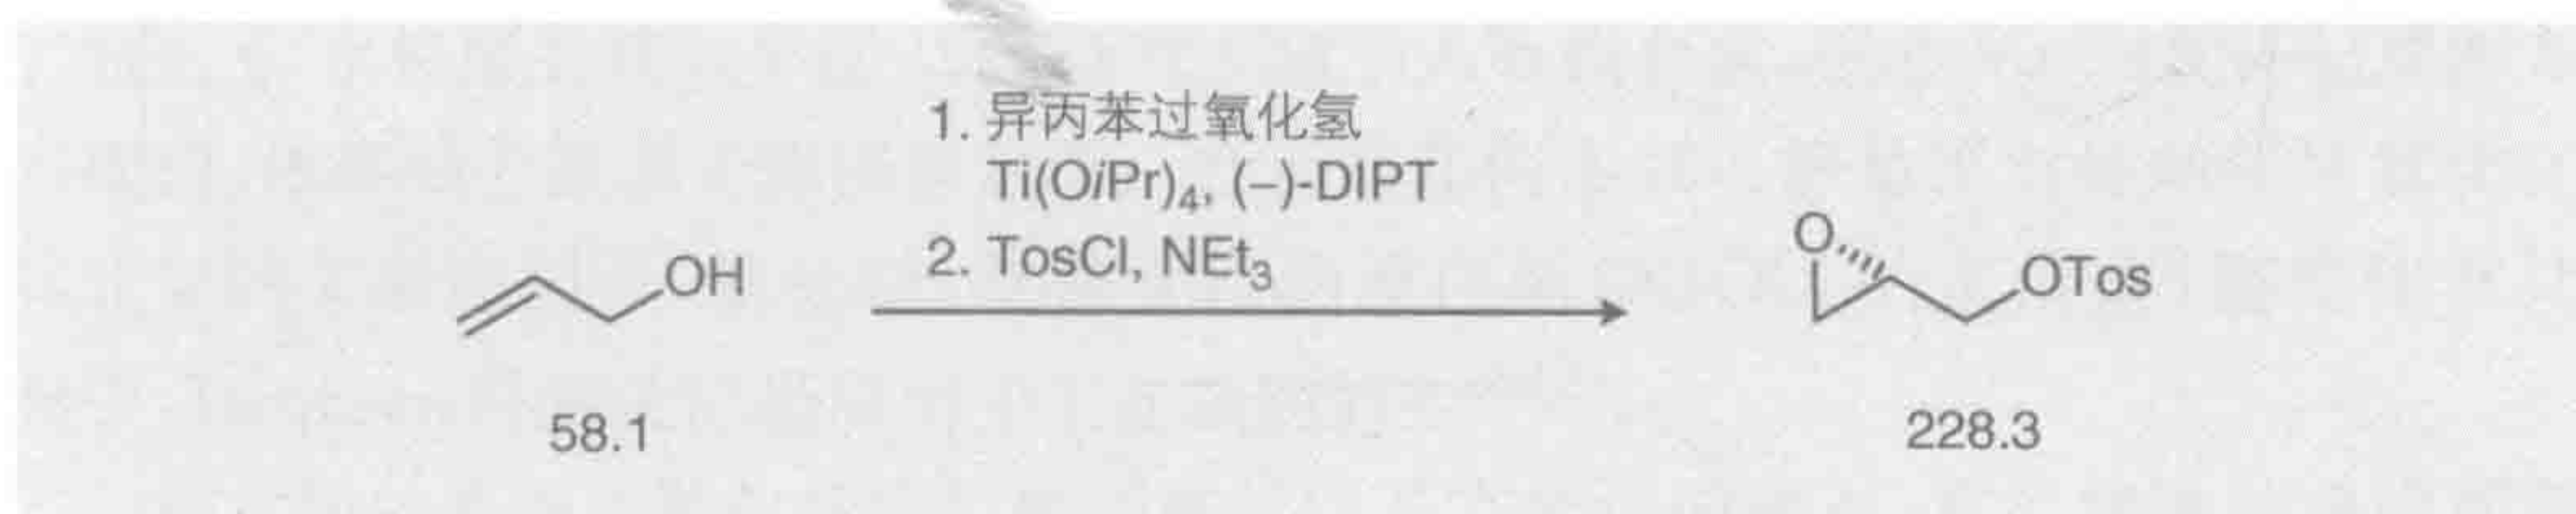 1. 异丙苯过氧化氢
Ti(OiPr)4, (–)-DIPT
2. TosCl, NEt3
OH
O
OTos
58.1
228.3